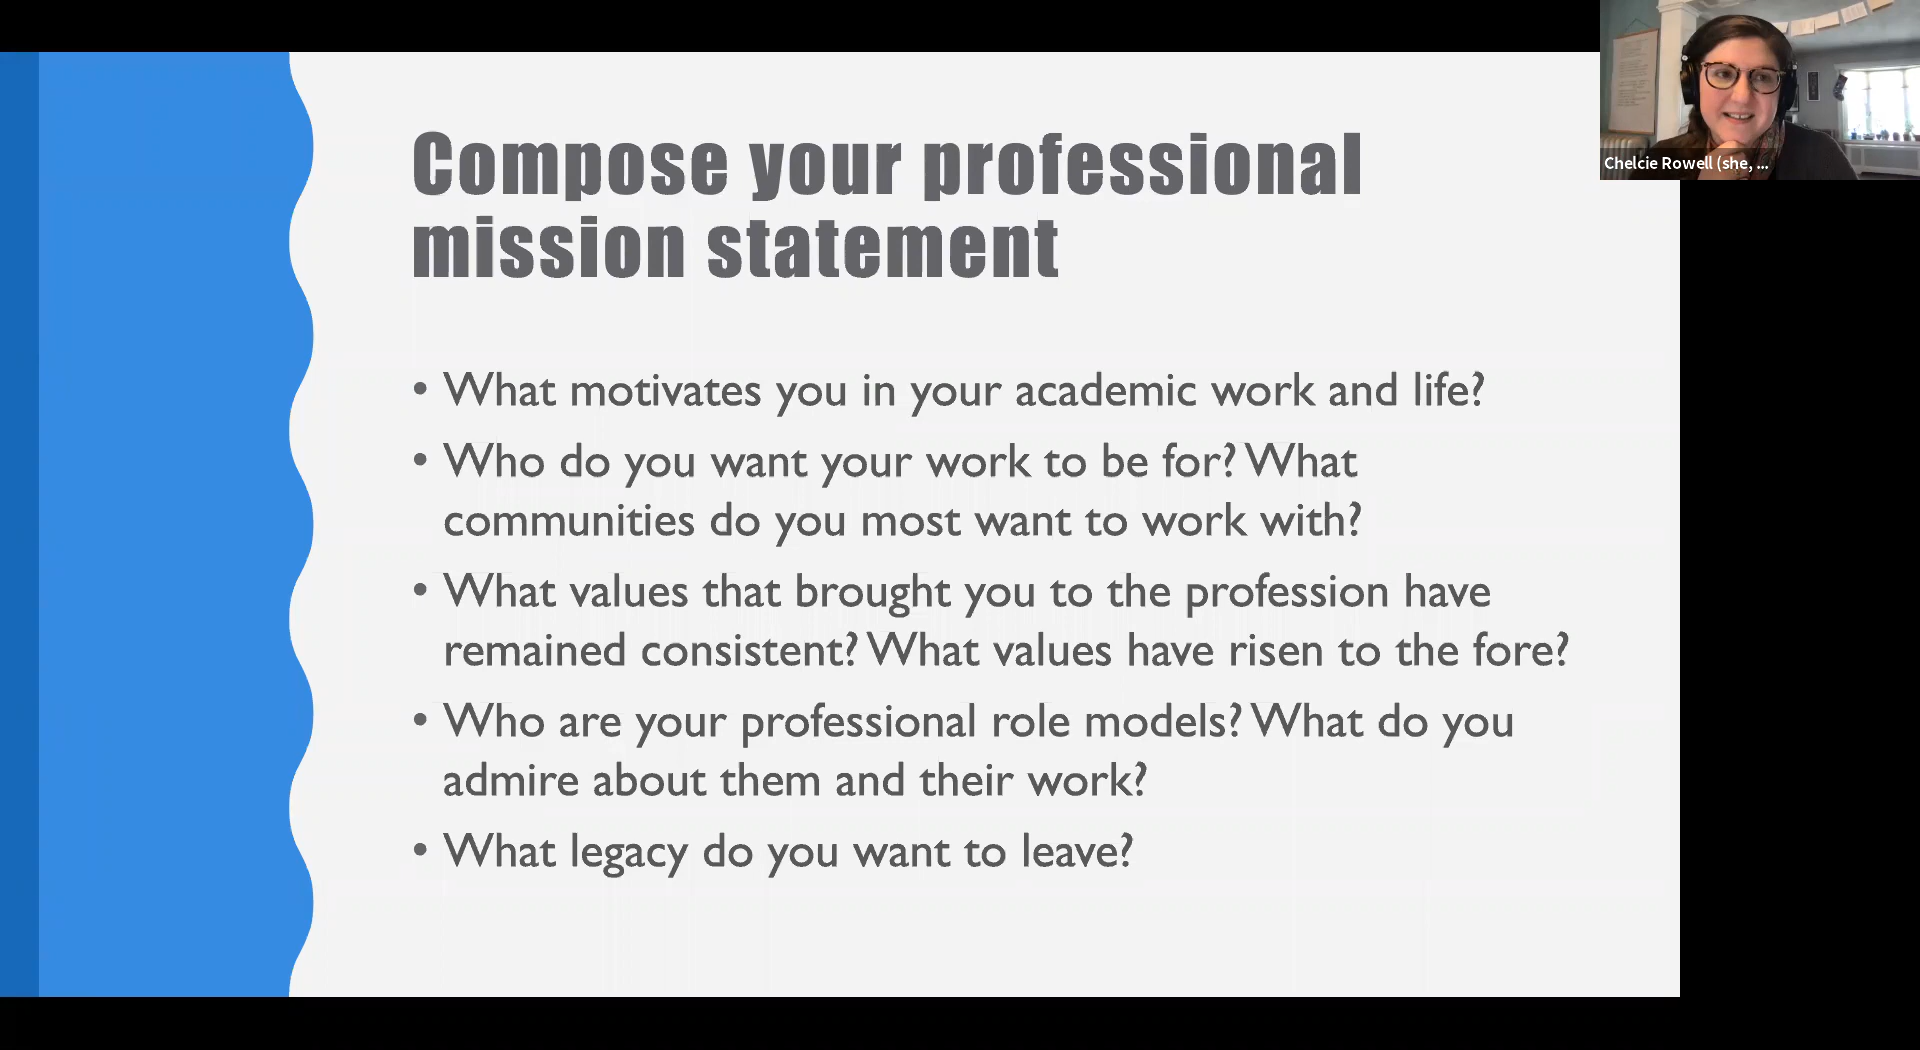 Compose your professional
mission statement
• What motivates you in your academic work and life?
• Who do you want your work to be for? What
communities do you most want to work with?
• What values that brought you to the profession have
remained consistent? What values have risen to the fore?
• Who are your professional role models? What do you
admire about them and their work?
• What legacy do you want to leave?
Chelcie Rowell (she, ...